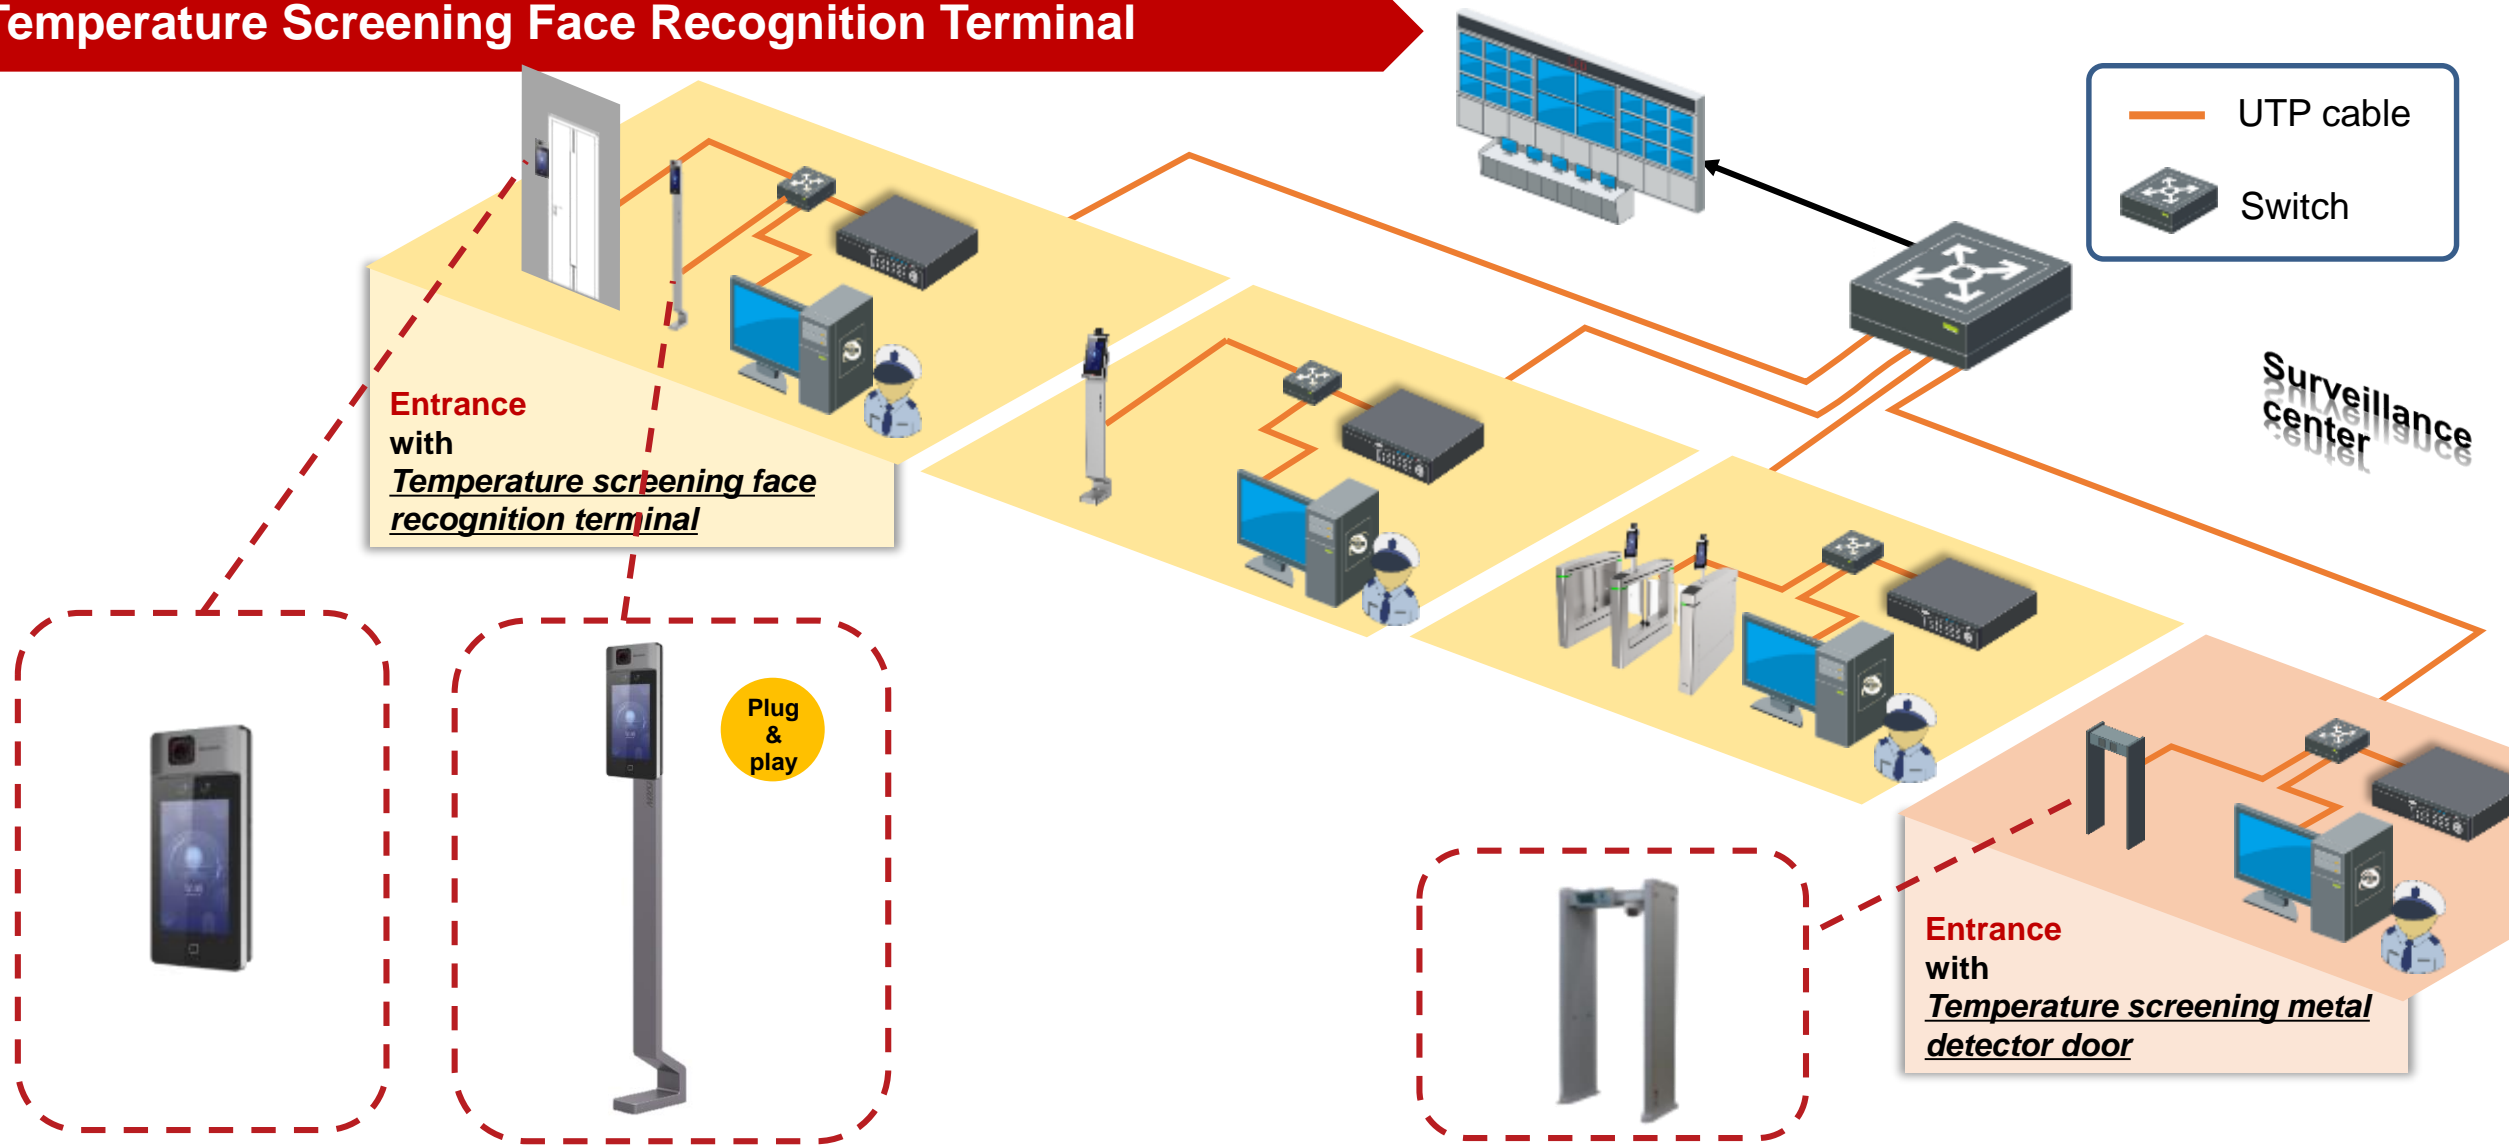 Temperature Screening Face Recognition Terminal
UTP cable
Switch
Surveillance
center
Entrance
with
Temperature screening face
recognition terminal
Plug
&
play
Entrance
with
Temperature screening metal
detector door